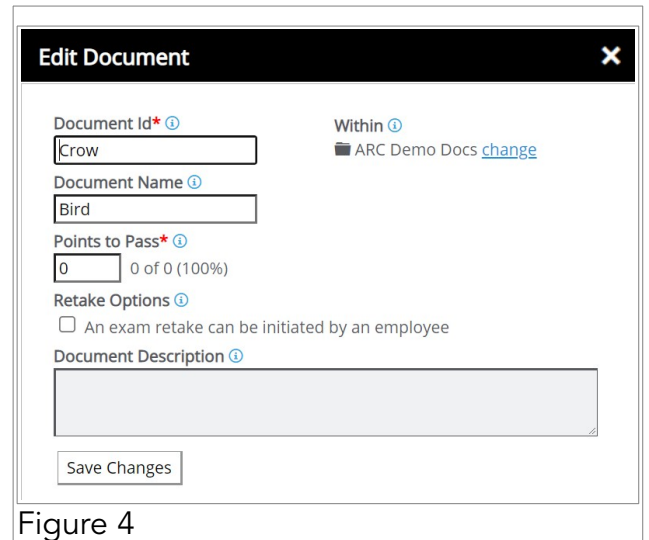 Edit Document
Document Id*
Within
Crow
ARC Demo Docs change
Document Name
Bird
Points to Pass*
0 0 of 0 (100%)
Retake Options
An exam retake can be initiated by an employee
Document Description
Save Changes
Figure 4